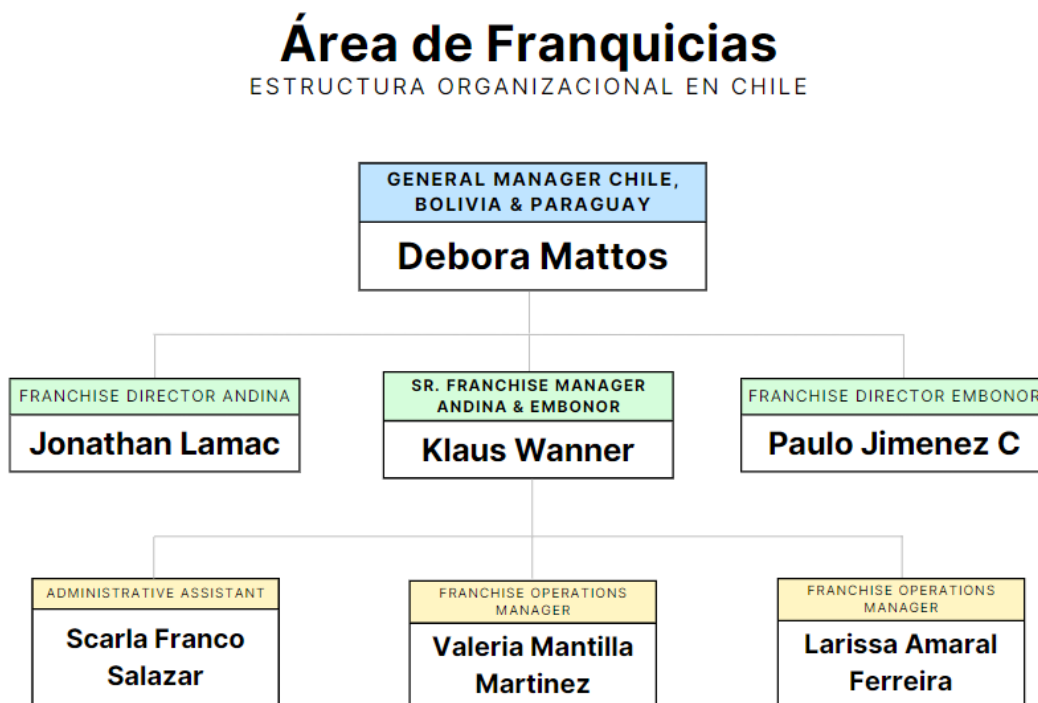 Área de Franquicias
ESTRUCTURA ORGANIZACIONAL EN CHILE
GENERAL MANAGER CHILE,
BOLIVIA & PARAGUAY
Debora Mattos
FRANCHISE DIRECTOR ANDINA
Jonathan Lamac
SR. FRANCHISE MANAGER
ANDINA & EMBONOR
Klaus Wanner
FRANCHISE DIRECTOR EMBONOR
Paulo Jimenez C
ADMINISTRATIVE ASSISTANT
Scarla Franco
Salazar
FRANCHISE OPERATIONS
MANAGER
Valeria Mantilla
Martinez
FRANCHISE OPERATIONS
MANAGER
Larissa Amaral
Ferreira